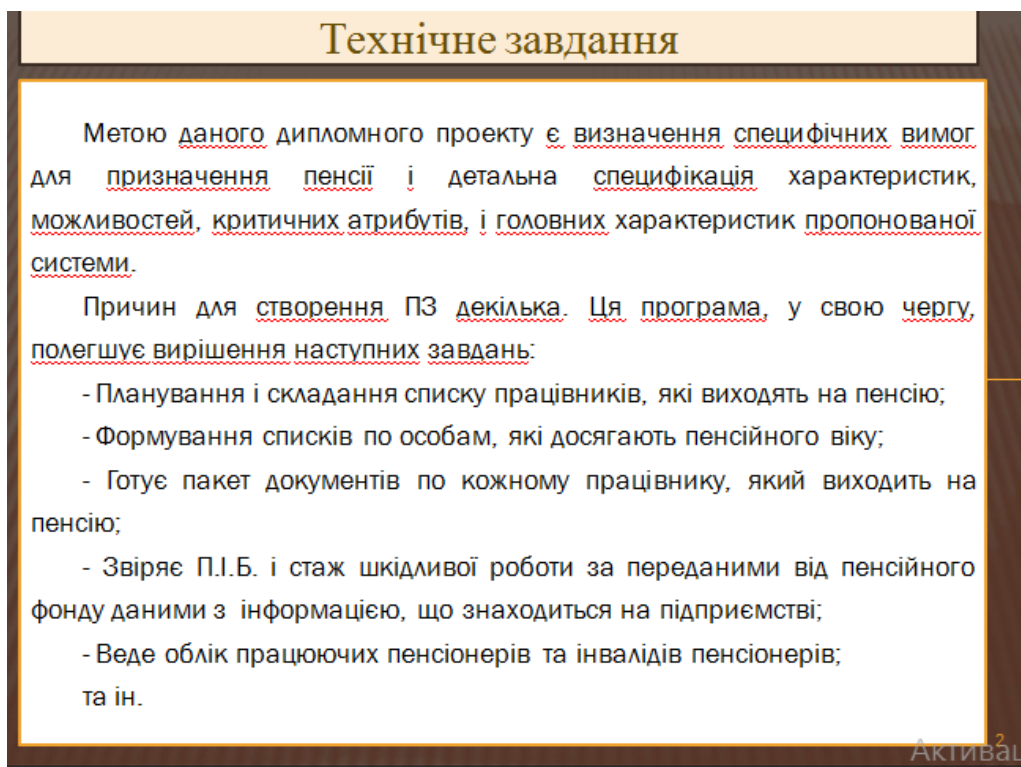 Технічне завдання
Метою даного дипломного проекту є визначення специфічних вимог
для призначення пенсії і детальна специфікація характеристик,
можливостей, критичних атрибутів, і головних характеристик пропонованої
системи.
Причин для створення ПЗ декілька. Ця програма, у свою чергу,
полегшує вирішення наступних завдань:
- Планування і складання списку працівників, які виходять на пенсію;
- Формування списків по особам, які досягають пенсійного віку;
- Готує пакет документів по кожному працівнику, який виходить на
пенсію;
- Звіряє П.І.Б. і стаж шкідливої роботи за переданими від пенсійного
фонду даними з інформацією, що знаходиться на підприємстві;
- Веде облік працюючих пенсіонерів та інвалідів пенсіонерів;
та ін.
2